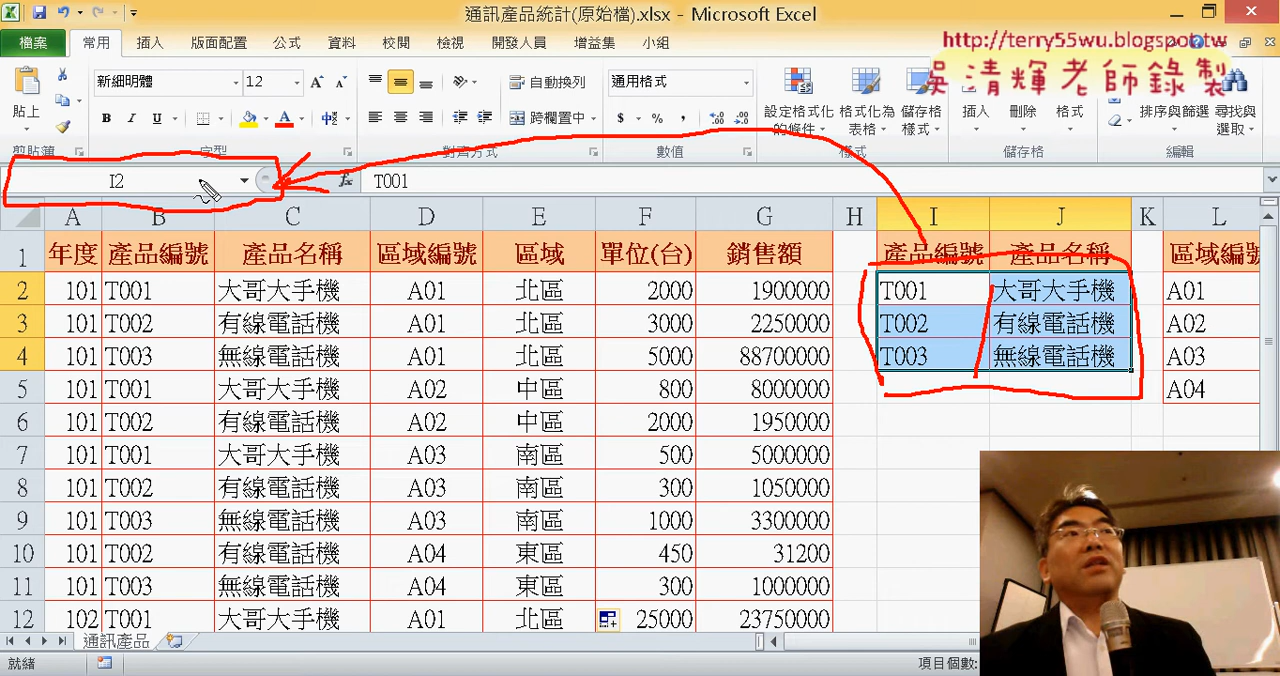 通訊產品統計(原始檔).xlsx - Microsoft Excel
檔案 常用 插入 版面配置 公式 資料 校閱 檢視 開發人員 增益集 小組
http://terry55wu.blogspot.tw
吳清輝老師錄製
貼上 新細明體 12 自動換列 通用格式 設定格式化的條件 格式化為表格 儲存格樣式 插入 刪除 格式 排序與篩選 尋找與選取
B I U A 中 跨欄置中 $ % ,
剪貼簿 字型 對齊方式 數值 樣式 儲存格 編輯
I2 fx T001
A B C D E F G H I J K L
1 年度 產品編號 產品名稱 區域編號 區域 單位(台) 銷售額 產品編號 產品名稱 區域編號
2 101 T001 大哥大手機 A01 北區 2000 1900000 T001 大哥大手機 A01
3 101 T002 有線電話機 A01 北區 3000 2250000 T002 有線電話機 A02
4 101 T003 無線電話機 A01 北區 5000 88700000 T003 無線電話機 A03
5 101 T001 大哥大手機 A02 中區 800 8000000 A04
6 101 T002 有線電話機 A02 中區 2000 1950000
7 101 T001 大哥大手機 A03 南區 500 5000000
8 101 T002 有線電話機 A03 南區 300 1050000
9 101 T003 無線電話機 A03 南區 1000 3300000
10 101 T002 有線電話機 A04 東區 450 31200
11 101 T003 無線電話機 A04 東區 300 1000000
12 102 T001 大哥大手機 A01 北區 25000 23750000
通訊產品
就緒 項目個數: